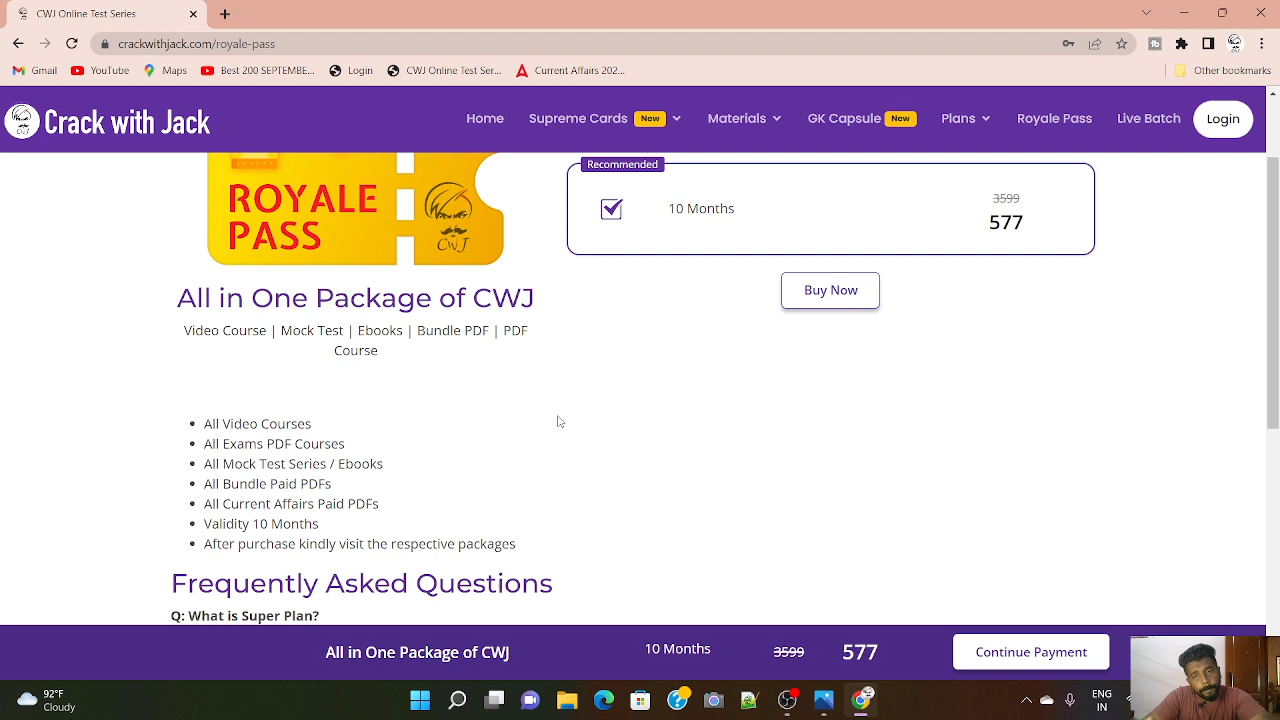 CWJ Online Test Series
crackwithjack.com/royale-pass
Gmail
YouTube
Maps
Best 200 SEPTEMBE...
Login
CWJ Online Test Ser...
Current Affairs 202...
Other bookmarks
Crack with Jack
Home
Supreme Cards New
Materials
GK Capsule New
Plans
Royale Pass
Live Batch
Login
ROYALE
PASS
CWJ
Recommended
10 Months
3599
577
Buy Now
All in One Package of CWJ
Video Course | Mock Test | Ebooks | Bundle PDF | PDF
Course
• All Video Courses
• All Exams PDF Courses
• All Mock Test Series / Ebooks
• All Bundle Paid PDFs
• All Current Affairs Paid PDFs
• Validity 10 Months
• After purchase kindly visit the respective packages
Frequently Asked Questions
Q: What is Super Plan?
All in One Package of CWJ
10 Months
3599
577
Continue Payment
92°F
Cloudy
ENG
IN